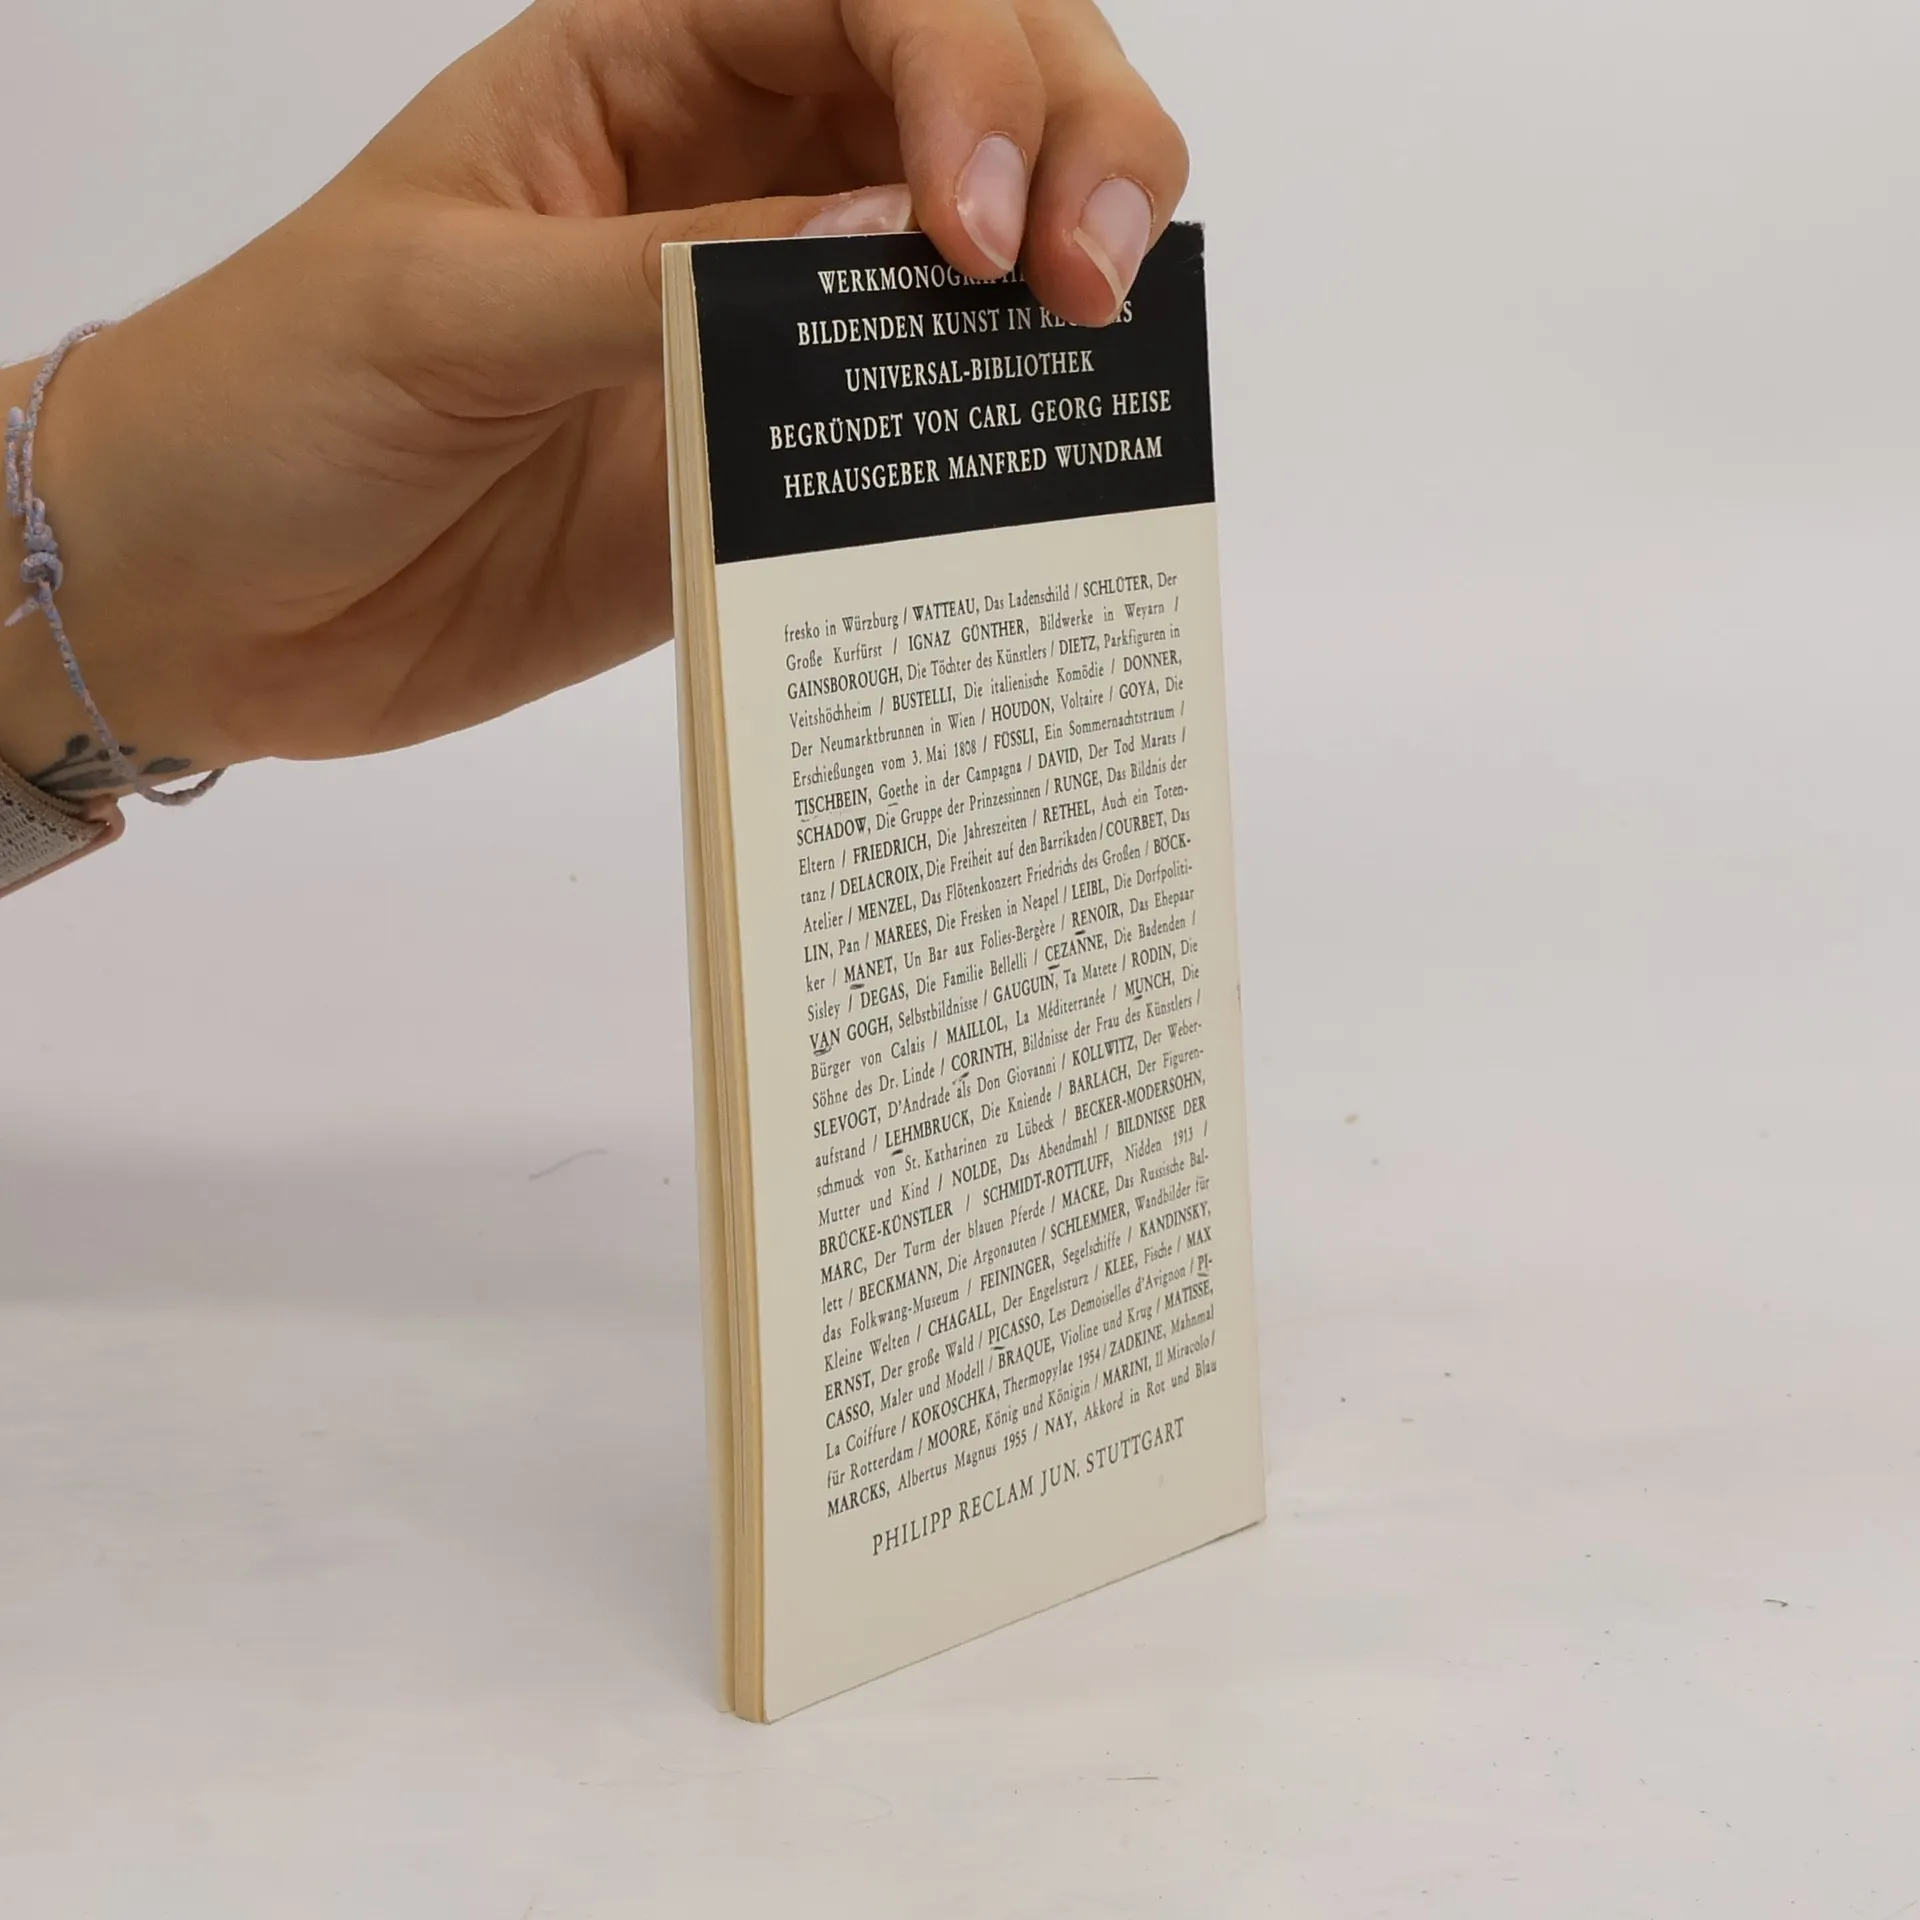 WERKMONOGRAPHI
BILDENDEN KUNST IN RECLAMS
UNIVERSAL-BIBLIOTHEK
BEGRÜNDET VON CARL GEORG HEISE
HERAUSGEBER MANFRED WUNDRAM
fresko in Würzburg / WATTEAU, Das Ladenschild / SCHLÜTER, Der
Große Kurfürst / IGNAZ GÜNTHER, Bildwerke in Weyarn /
GAINSBOROUGH, Die Töchter des Künstlers / DIETZ, Parkfiguren in
Veitshöchheim / BUSTELLI, Die italienische Komödie / DONNER,
Der Neumarktbrunnen in Wien / HOUDON, Voltaire / GOYA, Die
Erschießungen vom 3. Mai 1808 / FÜSSLI, Ein Sommernachtstraum /
TISCHBEIN, Goethe in der Campagna / DAVID, Der Tod Marats /
SCHADOW, Die Gruppe der Prinzessinnen / RUNGE, Das Bildnis der
Eltern / FRIEDRICH, Die Jahreszeiten / RETHEL, Auch ein Toten-
tanz / DELACROIX, Die Freiheit auf den Barrikaden / COURBET, Das
Atelier / MENZEL, Das Flötenkonzert Friedrichs des Großen / BÖCK-
LIN, Pan / MAREES, Die Fresken in Neapel / LEIBL, Die Dorfpoliti-
ker / MANET, Un Bar aux Folies-Bergère / RENOIR, Das Ehepaar
Sisley / DEGAS, Die Familie Bellelli / CEZANNE, Die Badenden /
VAN GOGH, Selbstbildnisse / GAUGUIN, Ta Matete / RODIN, Die
Bürger von Calais / MAILLOL, La Méditerranée / MUNCH, Die
Söhne des Dr. Linde / CORINTH, Bildnisse der Frau des Künstlers /
SLEVOGT, D'Andrade als Don Giovanni / KOLLWITZ, Der Weber-
aufstand / LEHMBRUCK, Die Kniende / BARLACH, Der Figuren-
schmuck von St. Katharinen zu Lübeck / BECKER-MODERSOHN,
Mutter und Kind / NOLDE, Das Abendmahl / BILDNISSE DER
BRÜCKE-KÜNSTLER / SCHMIDT-ROTTLUFF, Nidden 1913 /
MARC, Der Turm der blauen Pferde / MACKE, Das Russische Bal-
lett / BECKMANN, Die Argonauten / SCHLEMMER, Wandbilder für
das Folkwang-Museum / FEININGER, Segelschiffe / KANDINSKY,
Kleine Welten / CHAGALL, Der Engelssturz / KLEE, Fische / MAX
ERNST, Der große Wald / PICASSO, Les Demoiselles d'Avignon / PI-
CASSO, Maler und Modell / BRAQUE, Violine und Krug / MATISSE,
La Coiffure / KOKOSCHKA, Thermopylae 1954 / ZADKINE, Mahnmal
für Rotterdam / MOORE, König und Königin / MARINI, Il Miracolo /
MARCKS, Albertus Magnus 1955 / NAY, Akkord in Rot und Blau
PHILIPP RECLAM JUN. STUTTGART